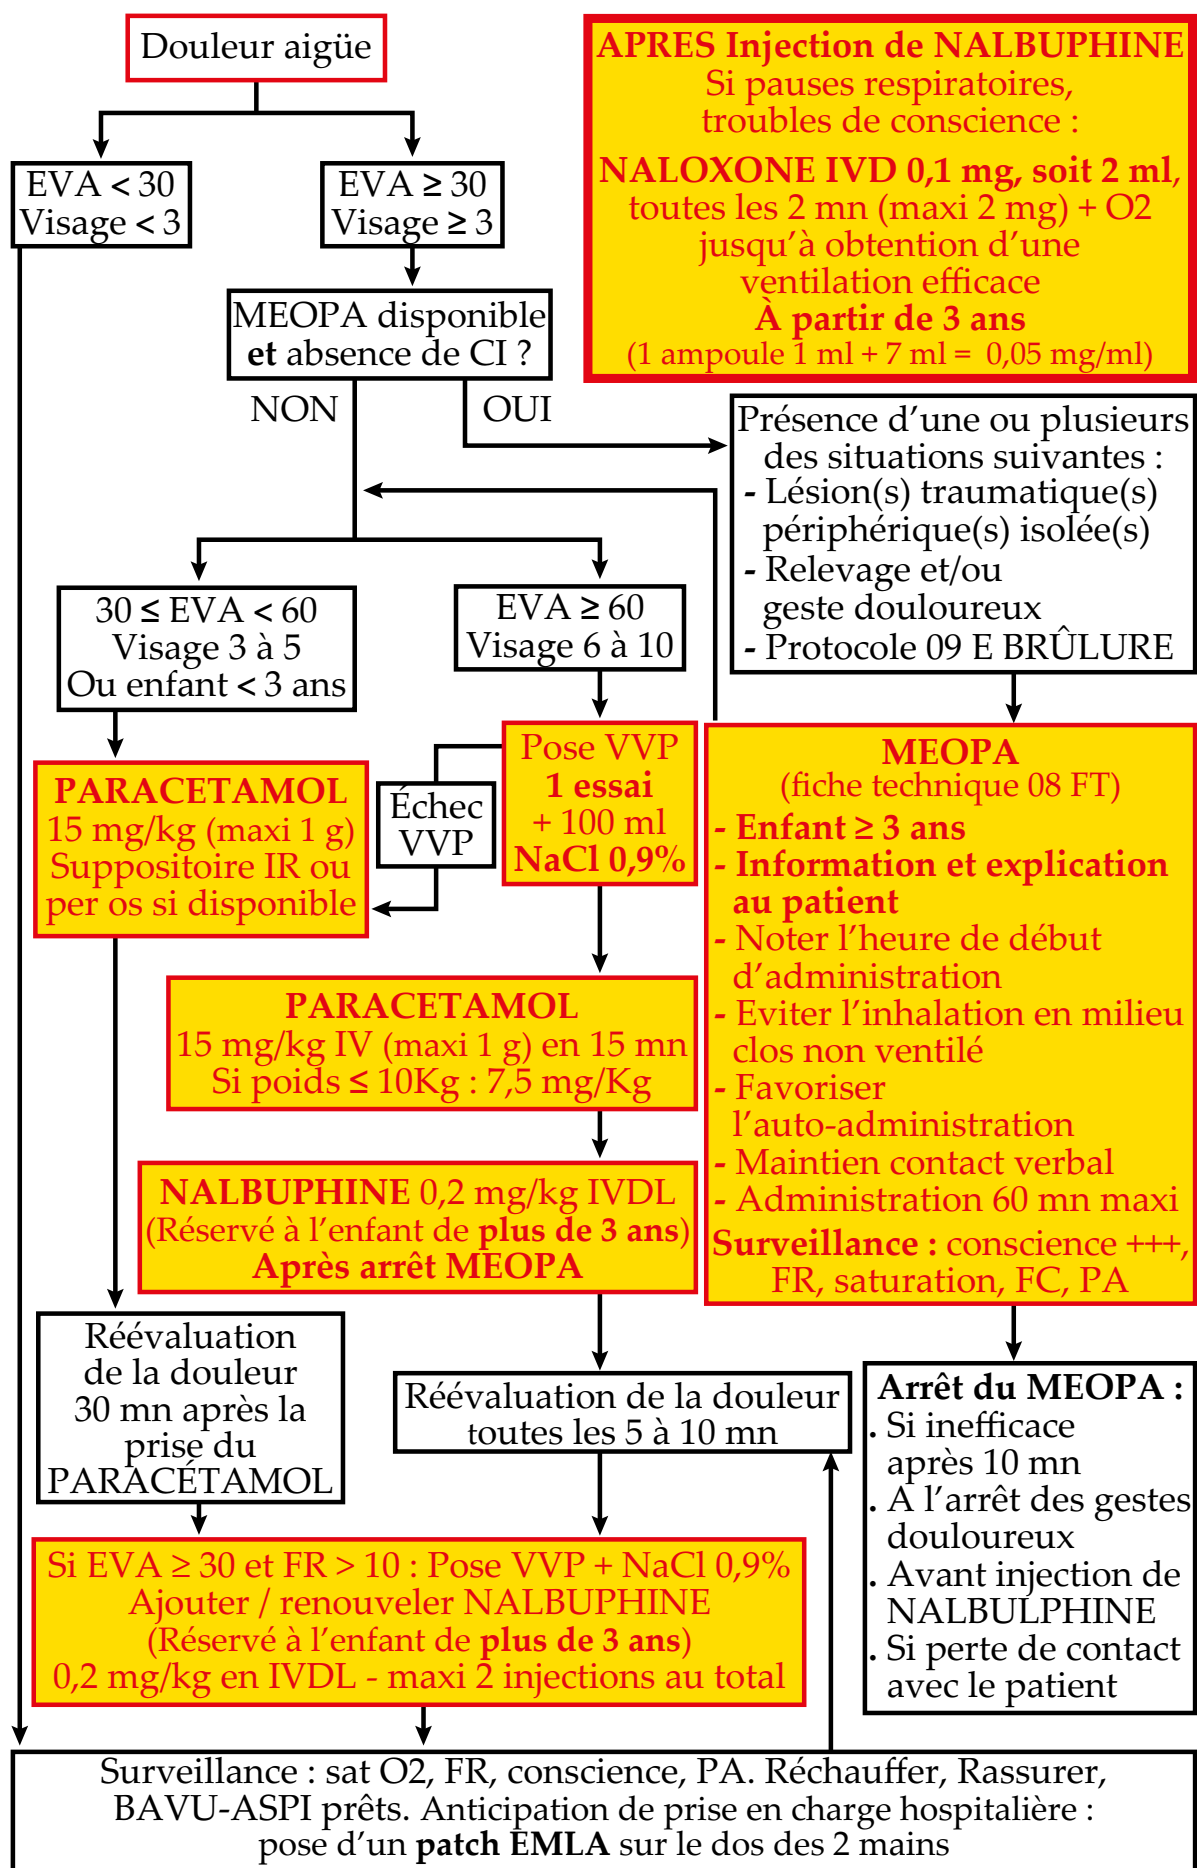 Douleur aigüe
APRES Injection de NALBUPHINE
Si pauses respiratoires,
troubles de conscience :
NALOXONE IVD 0,1 mg, soit 2 ml,
toutes les 2 mn (maxi 2 mg) + O2
jusqu'à obtention d'une
ventilation efficace
À partir de 3 ans
(1 ampoule 1 ml + 7 ml = 0,05 mg/ml)
EVA < 30
Visage < 3
EVA ≥ 30
Visage ≥ 3
MEOPA disponible
et absence de CI ?
NON
OUI
Présence d'une ou plusieurs
des situations suivantes :
- Lésion(s) traumatique(s)
périphérique(s) isolée(s)
- Relevage et/ou
geste douloureux
- Protocole 09 E BRÛLURE
30 ≤ EVA < 60
Visage 3 à 5
Ou enfant < 3 ans
EVA ≥ 60
Visage 6 à 10
PARACETAMOL
15 mg/kg (maxi 1 g)
Suppositoire IR ou
per os si disponible
Échec
VVP
Pose VVP
1 essai
+ 100 ml
NaCl 0,9%
MEOPA
(fiche technique 08 FT)
- Enfant ≥ 3 ans
- Information et explication
au patient
- Noter l'heure de début
d'administration
- Eviter l'inhalation en milieu
clos non ventilé
- Favoriser
l'auto-administration
- Maintien contact verbal
- Administration 60 mn maxi
Surveillance : conscience +++,
FR, saturation, FC, PA
PARACETAMOL
15 mg/kg IV (maxi 1 g) en 15 mn
Si poids ≤ 10Kg : 7,5 mg/Kg
NALBUPHINE 0,2 mg/kg IVDL
(Réservé à l'enfant de plus de 3 ans)
Après arrêt MEOPA
Réévaluation
de la douleur
30 mn après la
prise du
PARACÉTAMOL
Réévaluation de la douleur
toutes les 5 à 10 mn
Arrêt du MEOPA :
. Si inefficace
après 10 mn
. A l'arrêt des gestes
douloureux
. Avant injection de
NALBULPHINE
. Si perte de contact
avec le patient
Si EVA ≥ 30 et FR > 10 : Pose VVP + NaCl 0,9%
Ajouter / renouveler NALBUPHINE
(Réservé à l'enfant de plus de 3 ans)
0,2 mg/kg en IVDL - maxi 2 injections au total
Surveillance : sat O2, FR, conscience, PA. Réchauffer, Rassurer,
BAVU-ASPI prêts. Anticipation de prise en charge hospitalière :
pose d'un patch EMLA sur le dos des 2 mains